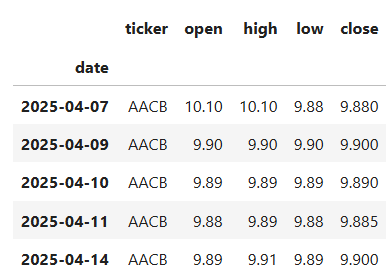 ticker open high low close
date
2025-04-07 AACB 10.10 10.10 9.88 9.880
2025-04-09 AACB 9.90 9.90 9.90 9.900
2025-04-10 AACB 9.89 9.89 9.89 9.890
2025-04-11 AACB 9.88 9.89 9.88 9.885
2025-04-14 AACB 9.89 9.91 9.89 9.900